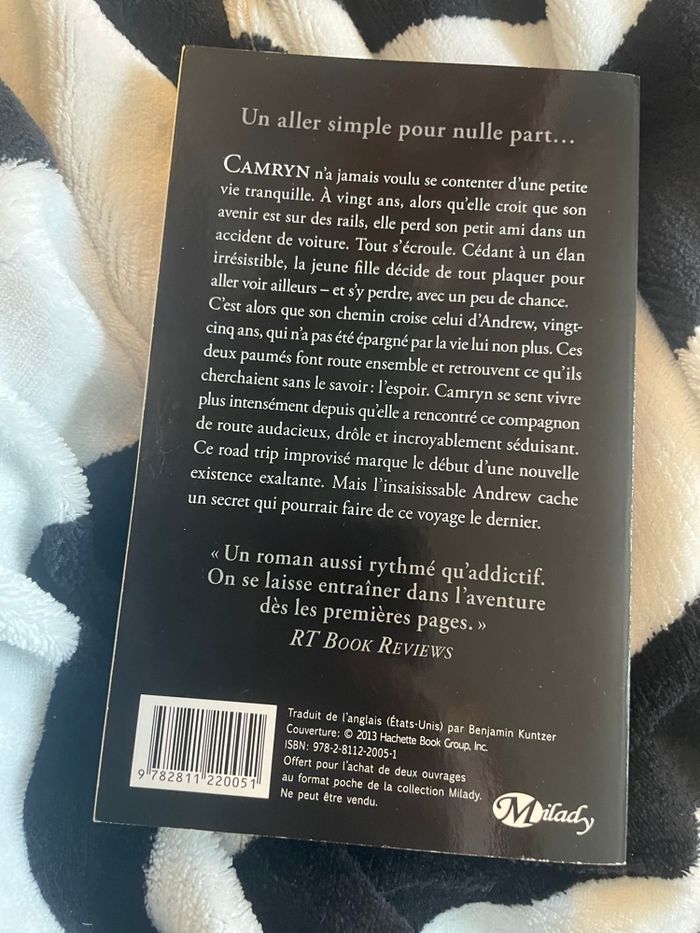 Un aller simple pour nulle part…
CAMRYN n'a jamais voulu se contenter d'une petite
vie tranquille. À vingt ans, alors qu'elle croit que son
avenir est sur des rails, elle perd son petit ami dans un
accident de voiture. Tout s'écroule. Cédant à un élan
irrésistible, la jeune fille décide de tout plaquer pour
aller voir ailleurs – et s'y perdre, avec un peu de chance.
C'est alors que son chemin croise celui d'Andrew, vingt-
cinq ans, qui n'a pas été épargné par la vie lui non plus. Ces
deux paumés font route ensemble et retrouvent ce qu'ils
cherchaient sans le savoir : l'espoir. Camryn se sent vivre
plus intensément depuis qu'elle a rencontré ce compagnon
de route audacieux, drôle et incroyablement séduisant.
Ce road trip improvisé marque le début d'une nouvelle
existence exaltante. Mais l'insaisissable Andrew cache
un secret qui pourrait faire de ce voyage le dernier.
« Un roman aussi rythmé qu'addictif.
On se laisse entraîner dans l'aventure
dès les premières pages. »
RT BOOK REVIEWS
Traduit de l'anglais (États-Unis) par Benjamin Kuntzer
Couverture: © 2013 Hachette Book Group, Inc.
ISBN: 978-2-8112-2005-1
Offert pour l'achat de deux ouvrages
au format poche de la collection Milady.
Ne peut être vendu.
9 782811 220051
Milady